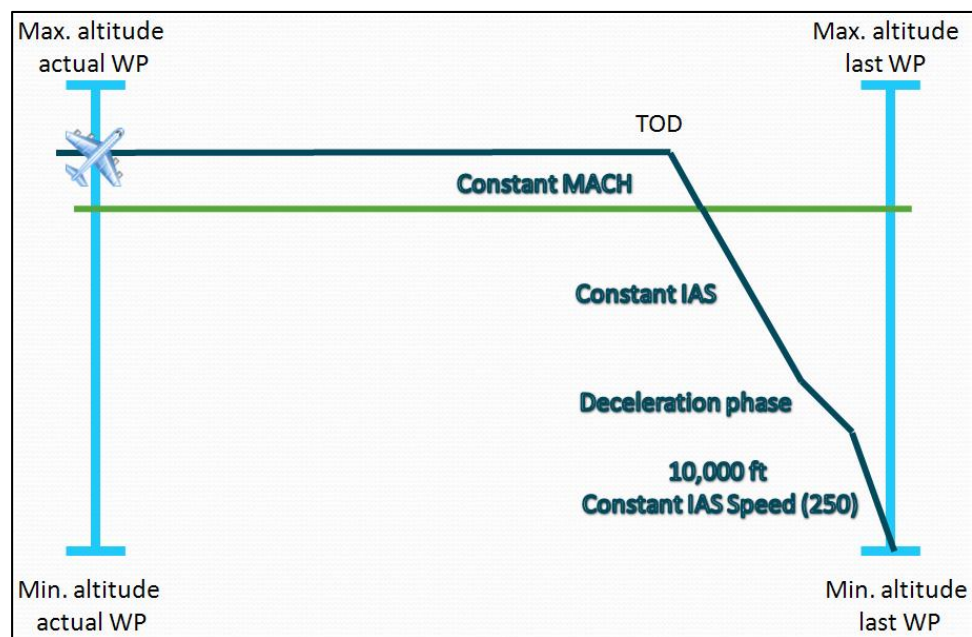 Max. altitude
actual WP
Max. altitude
last WP
TOD
Constant MACH
Constant IAS
Deceleration phase
10,000 ft
Constant IAS Speed (250)
Min. altitude
actual WP
Min. altitude
last WP